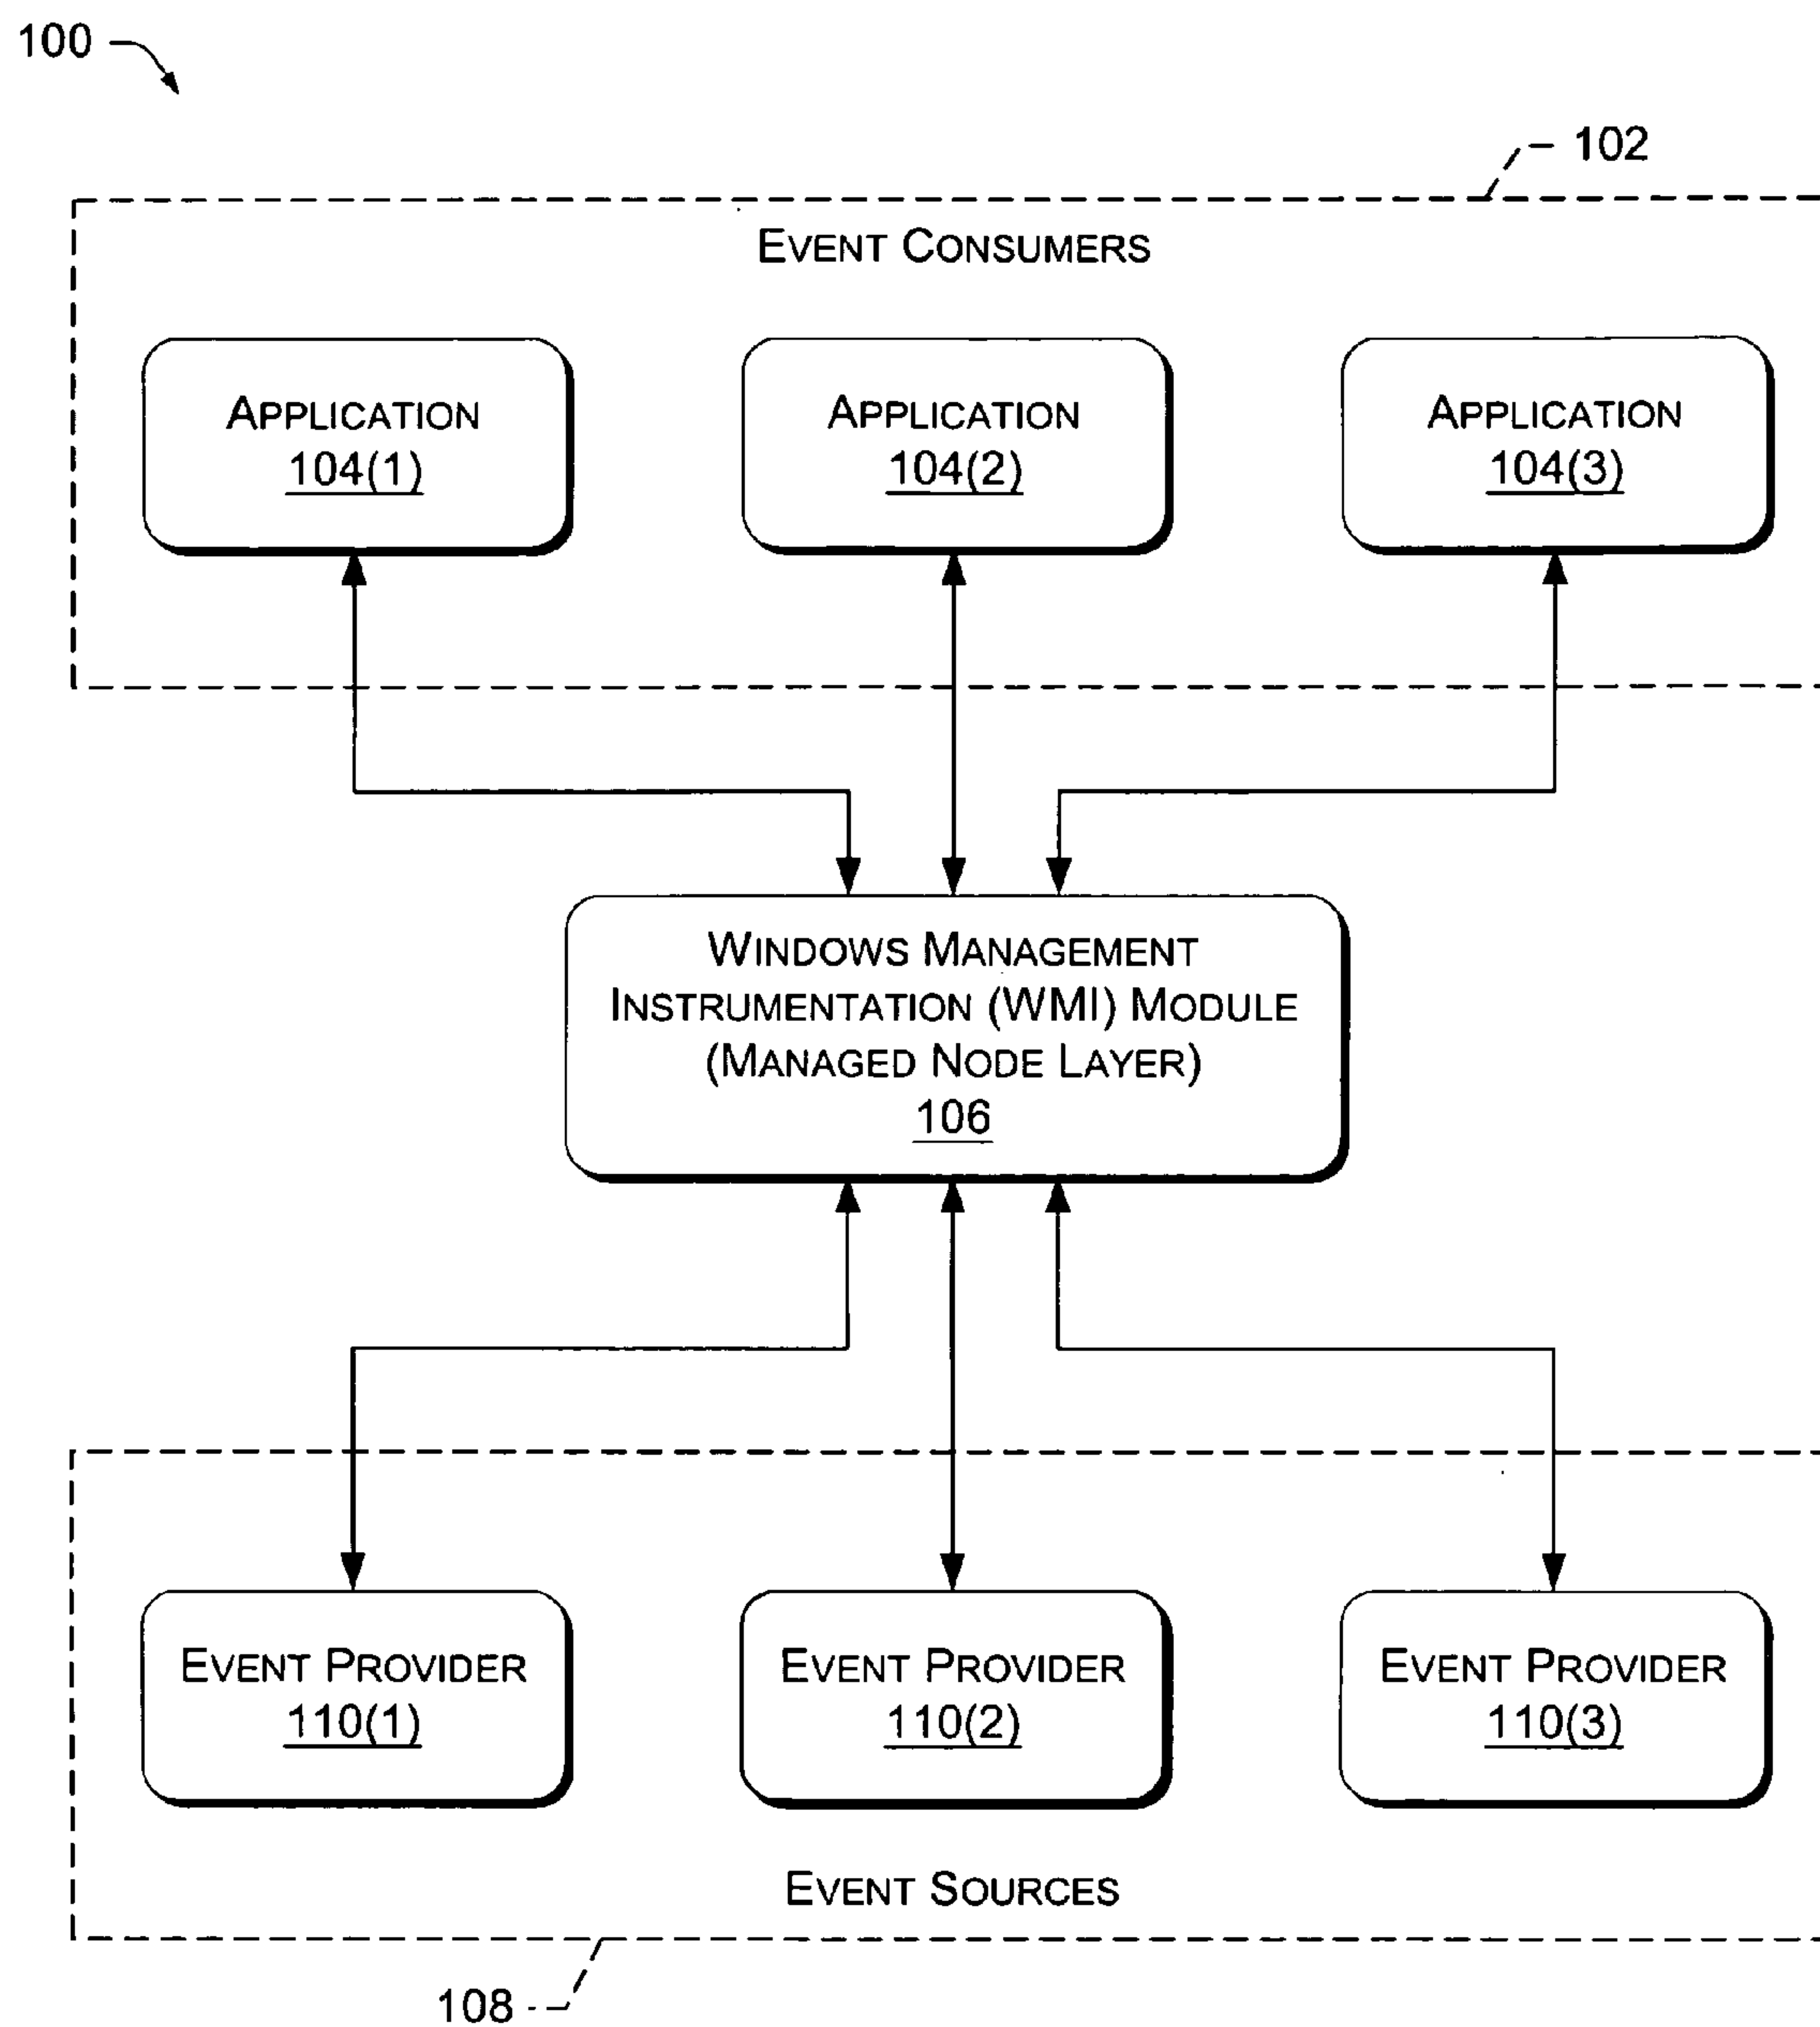 100
102
EVENT CONSUMERS
APPLICATION
104(1)
APPLICATION
104(2)
APPLICATION
104(3)
WINDOWS MANAGEMENT
INSTRUMENTATION (WMI) MODULE
(MANAGED NODE LAYER)
106
EVENT PROVIDER
110(1)
EVENT PROVIDER
110(2)
EVENT PROVIDER
110(3)
EVENT SOURCES
108